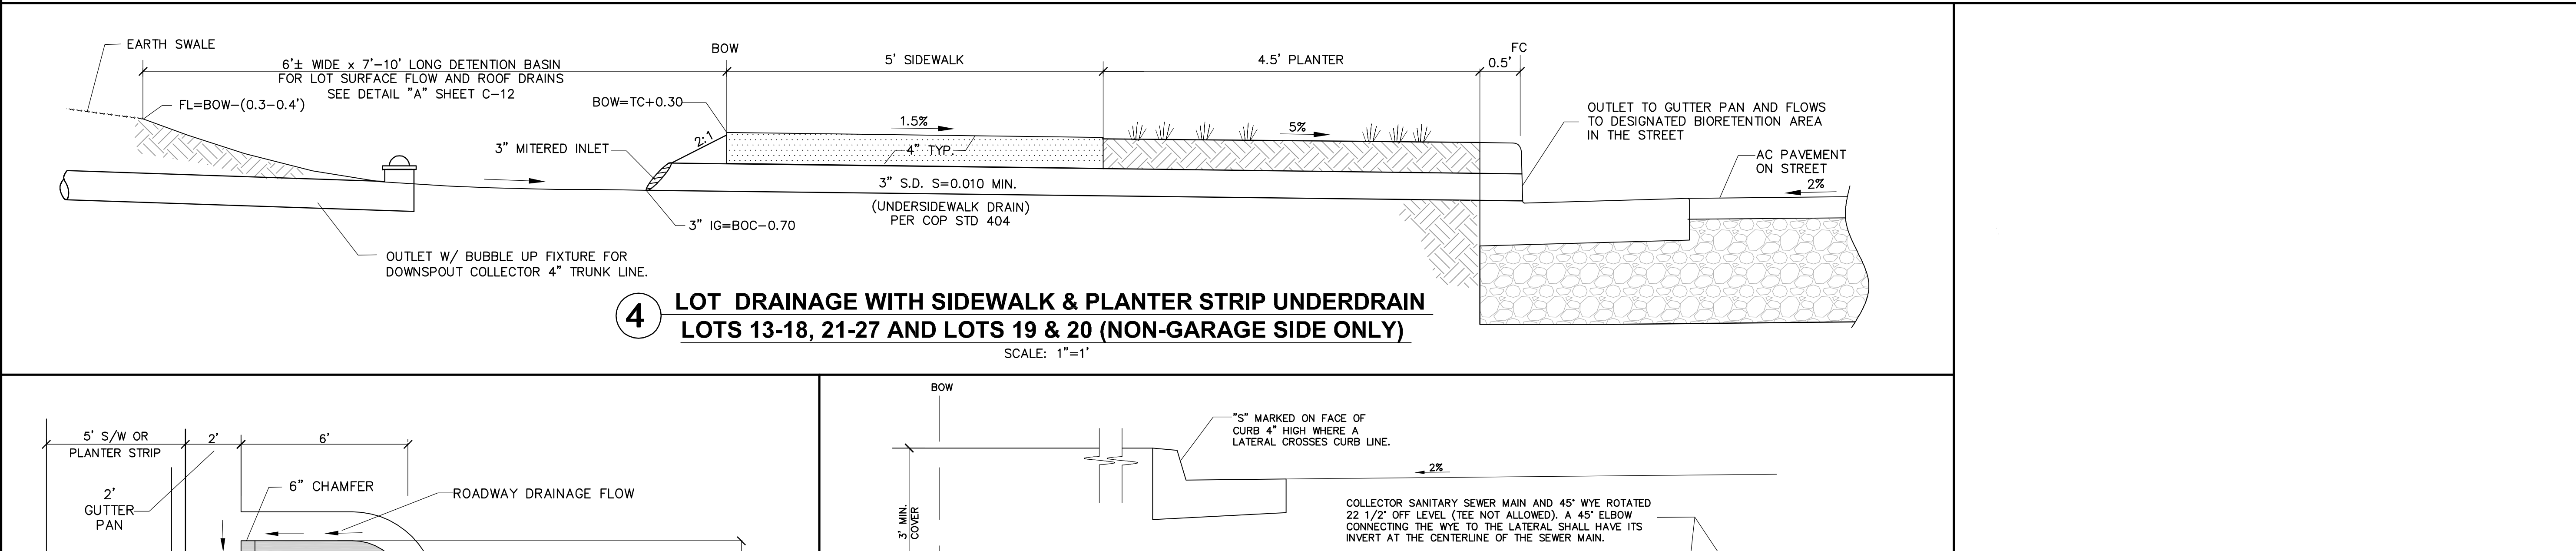 EARTH SWALE
6'± WIDE x 7'-10' LONG DETENTION BASIN
FOR LOT SURFACE FLOW AND ROOF DRAINS
SEE DETAIL "A" SHEET C-12
FL=BOW-(0.3-0.4')
BOW
5' SIDEWALK
4.5' PLANTER
0.5'
FC
BOW=TC+0.30
2:1
1.5%
5%
OUTLET TO GUTTER PAN AND FLOWS
TO DESIGNATED BIORETENTION AREA
IN THE STREET
3" MITERED INLET
4" TYP.
AC PAVEMENT
ON STREET
2%
3" S.D. S=0.010 MIN.
(UNDERSIDEWALK DRAIN)
PER COP STD 404
3" IG=BOC-0.70
OUTLET W/ BUBBLE UP FIXTURE FOR
DOWNSPOUT COLLECTOR 4" TRUNK LINE.
4
LOT DRAINAGE WITH SIDEWALK & PLANTER STRIP UNDERDRAIN
LOTS 13-18, 21-27 AND LOTS 19 & 20 (NON-GARAGE SIDE ONLY)
SCALE: 1"=1'
5' S/W OR
PLANTER STRIP
2'
6'
2'
GUTTER
PAN
6" CHAMFER
ROADWAY DRAINAGE FLOW
BOW
"S" MARKED ON FACE OF
CURB 4" HIGH WHERE A
LATERAL CROSSES CURB LINE.
2%
3' MIN.
COVER
COLLECTOR SANITARY SEWER MAIN AND 45° WYE ROTATED
22 1/2° OFF LEVEL (TEE NOT ALLOWED). A 45° ELBOW
CONNECTING THE WYE TO THE LATERAL SHALL HAVE ITS
INVERT AT THE CENTERLINE OF THE SEWER MAIN.